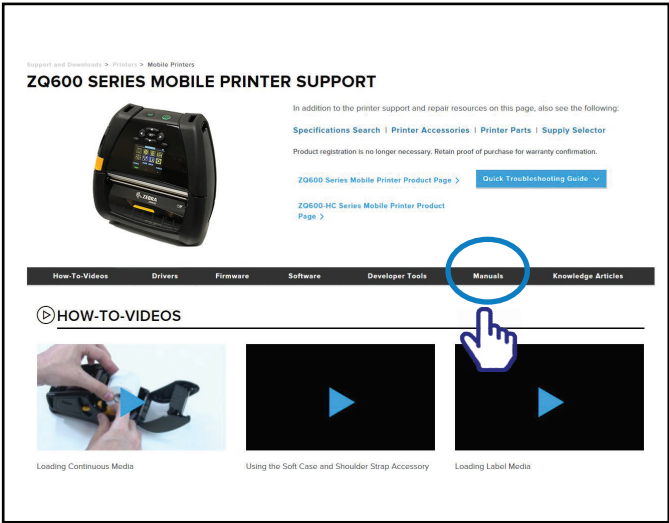 Support and Downloads > Printers > Mobile Printers
ZQ600 SERIES MOBILE PRINTER SUPPORT
In addition to the printer support and repair resources on this page, also see the following:
Specifications Search | Printer Accessories | Printer Parts | Supply Selector
Product registration is no longer necessary. Retain proof of purchase for warranty confirmation.
ZQ600 Series Mobile Printer Product Page >
Quick Troubleshooting Guide
ZQ600-HC Series Mobile Printer Product
Page >
ZEBRA
How-To-Videos Drivers Firmware Software Developer Tools Manuals Knowledge Articles
HOW-TO-VIDEOS
Loading Continuous Media
Using the Soft Case and Shoulder Strap Accessory
Loading Label Media